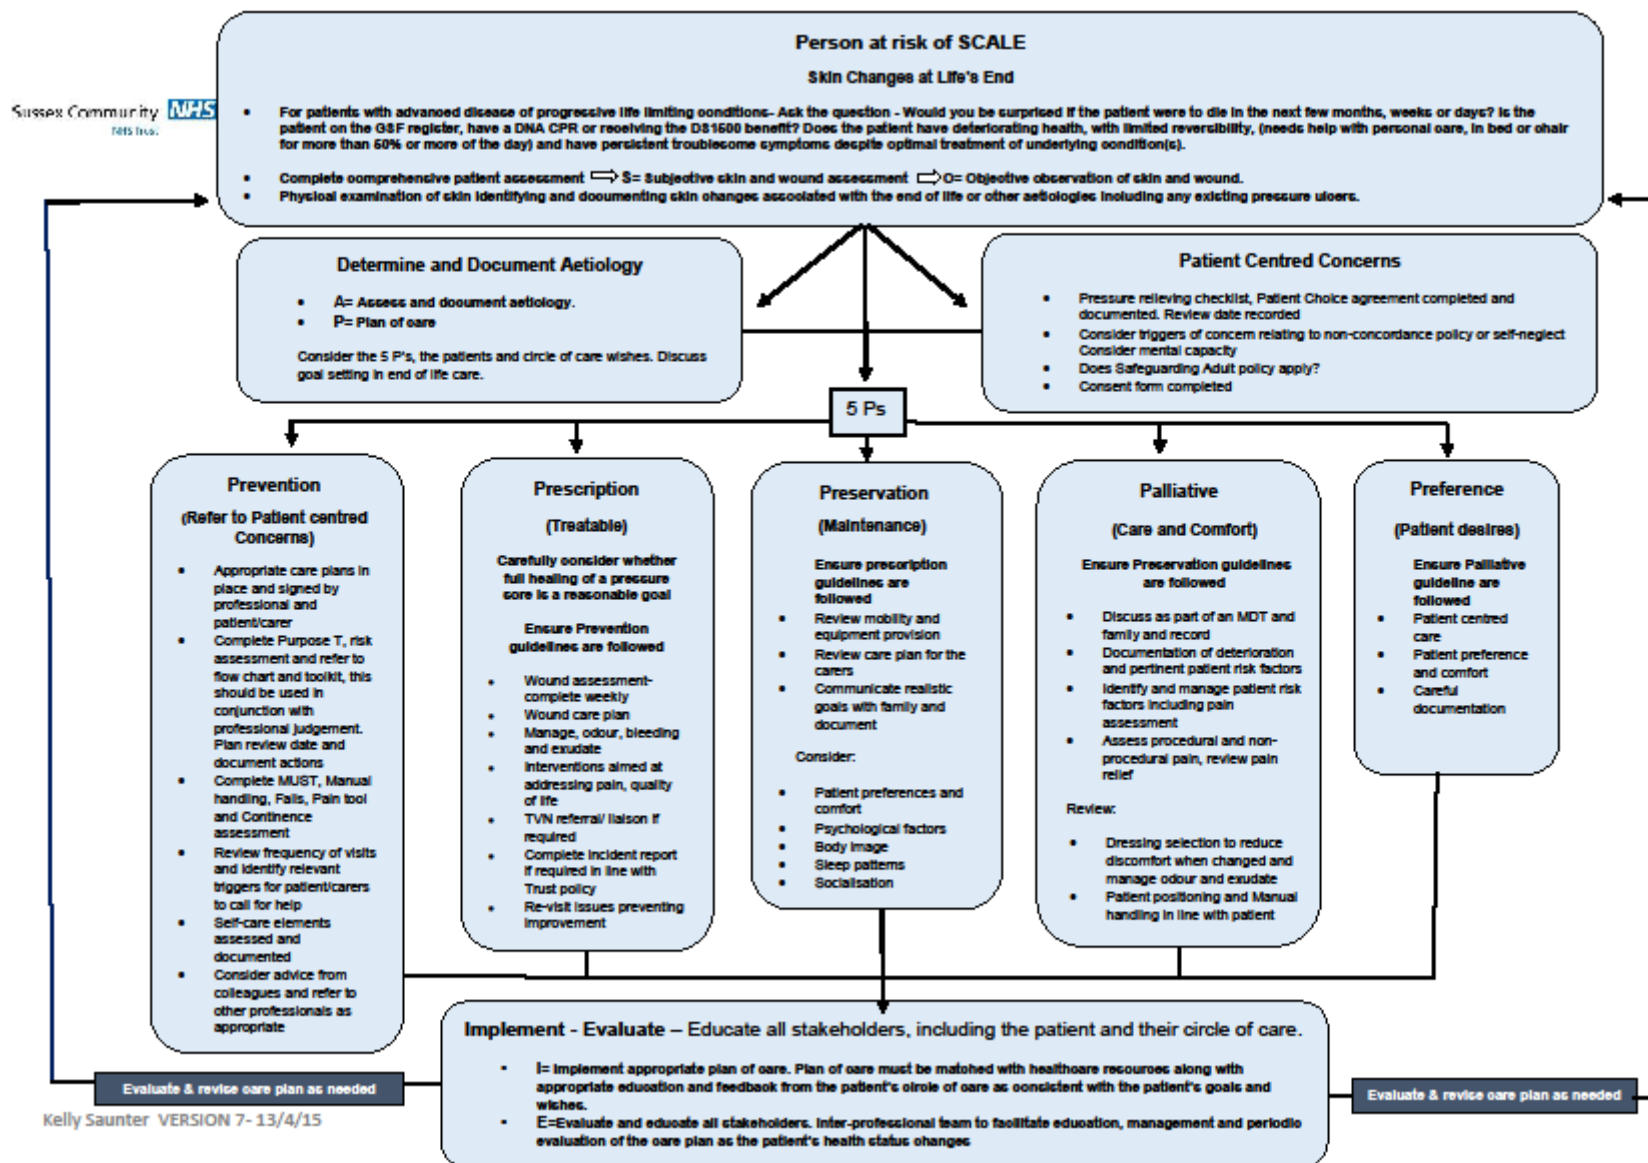 Person at risk of SCALE
Skin Changes at Life's End
Sussex Community NHS
NHS Trust
• For patients with advanced disease of progressive life limiting conditions- Ask the question - Would you be surprised if the patient were to die in the next few months, weeks or days? Is the
patient on the GSF register, have a DNA CPR or receiving the DS1500 benefit? Does the patient have deteriorating health, with limited reversibility, (needs help with personal care, in bed or chair
for more than 50% or more of the day) and have persistent troublesome symptoms despite optimal treatment of underlying condition(s).
• Complete comprehensive patient assessment ⇨ S= Subjective skin and wound assessment ⇨ O= Objective observation of skin and wound.
• Physical examination of skin identifying and documenting skin changes associated with the end of life or other aetiologies including any existing pressure ulcers.
Determine and Document Aetiology
• A= Assess and document aetiology.
• P= Plan of care
Consider the 5 P's, the patients and circle of care wishes. Discuss
goal setting in end of life care.
Patient Centred Concerns
• Pressure relieving checklist, Patient Choice agreement completed and
documented. Review date recorded
• Consider triggers of concern relating to non-concordance policy or self-neglect
Consider mental capacity
• Does Safeguarding Adult policy apply?
• Consent form completed
5 Ps
Prevention
(Refer to Patient centred
Concerns)
• Appropriate care plans in
place and signed by
professional and
patient/carer
• Complete Purpose T, risk
assessment and refer to
flow chart and toolkit, this
should be used in
conjunction with
professional judgement.
Plan review date and
document actions
• Complete MUST, Manual
handling, Falls, Pain tool
and Continence
assessment
• Review frequency of visits
and identify relevant
triggers for patient/carers
to call for help
• Self-care elements
assessed and
documented
• Consider advice from
colleagues and refer to
other professionals as
appropriate
Prescription
(Treatable)
Carefully consider whether
full healing of a pressure
sore is a reasonable goal
Ensure Prevention
guidelines are followed
• Wound assessment-
complete weekly
• Wound care plan
• Manage, odour, bleeding
and exudate
• Interventions aimed at
addressing pain, quality
of life
• TVN referral/ liaison if
required
• Complete incident report
if required in line with
Trust policy
• Re-visit issues preventing
improvement
Preservation
(Maintenance)
Ensure prescription
guidelines are
followed
• Review mobility and
equipment provision
• Review care plan for the
carers
• Communicate realistic
goals with family and
document
Consider:
• Patient preferences and
comfort
• Psychological factors
• Body image
• Sleep patterns
• Socialisation
Palliative
(Care and Comfort)
Ensure Preservation guidelines
are followed
• Discuss as part of an MDT and
family and record
• Documentation of deterioration
and pertinent patient risk factors
• Identify and manage patient risk
factors including pain
assessment
• Assess procedural and non-
procedural pain, review pain
relief
Review:
• Dressing selection to reduce
discomfort when changed and
manage odour and exudate
• Patient positioning and Manual
handling in line with patient
Preference
(Patient desires)
Ensure Palliative
guideline are
followed
• Patient centred
care
• Patient preference
and comfort
• Careful
documentation
Implement - Evaluate – Educate all stakeholders, including the patient and their circle of care.
• I= Implement appropriate plan of care. Plan of care must be matched with healthcare resources along with
appropriate education and feedback from the patient's circle of care as consistent with the patient's goals and
wishes.
• E=Evaluate and educate all stakeholders. Inter-professional team to facilitate education, management and periodic
evaluation of the care plan as the patient's health status changes
Evaluate & revise care plan as needed
Evaluate & revise care plan as needed
Kelly Saunter VERSION 7- 13/4/15